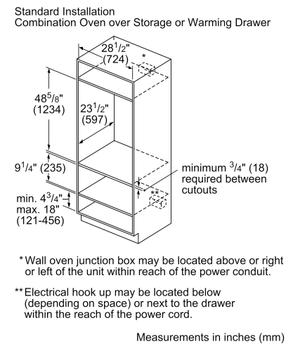 Standard Installation
Combination Oven over Storage or Warming Drawer
28 1/2"
(724)
*
48 5/8"
(1234)
23 1/2"
(597)
9 1/4" (235)
minimum 3/4" (18)
required between
cutouts
min. 4 3/4"
max. 18"
(121-456)
**
* Wall oven junction box may be located above or right
or left of the unit within reach of the power conduit.
** Electrical hook up may be located below
(depending on space) or next to the drawer
within the reach of the power cord.
Measurements in inches (mm)